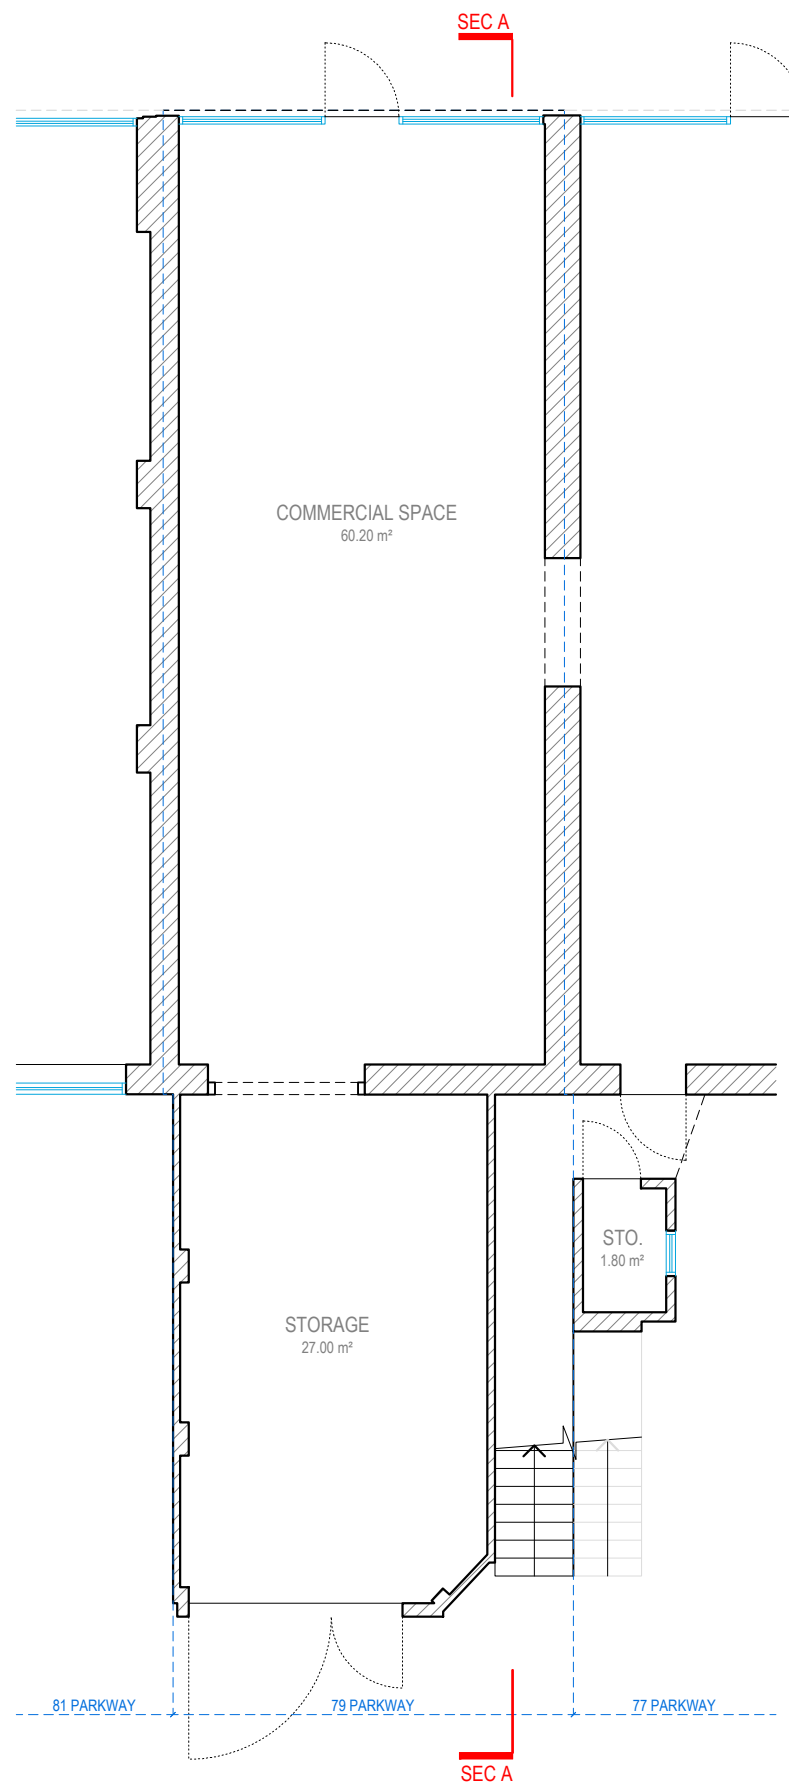 SEC A
COMMERCIAL SPACE
60.20 m²
STO.
1.80 m²
STORAGE
27.00 m²
81 PARKWAY
79 PARKWAY
77 PARKWAY
SEC A